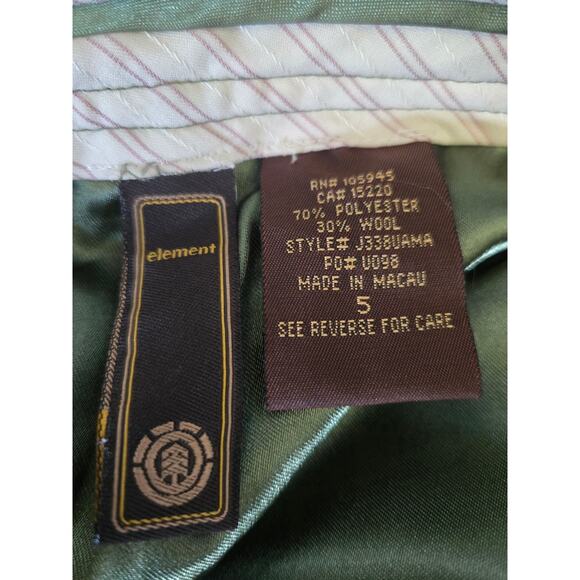 element
RN# 105945
CA# 15220
70% POLYESTER
30% WOOL
STYLE# J338UAMA
PO# U098
MADE IN MACAU
5
SEE REVERSE FOR CARE